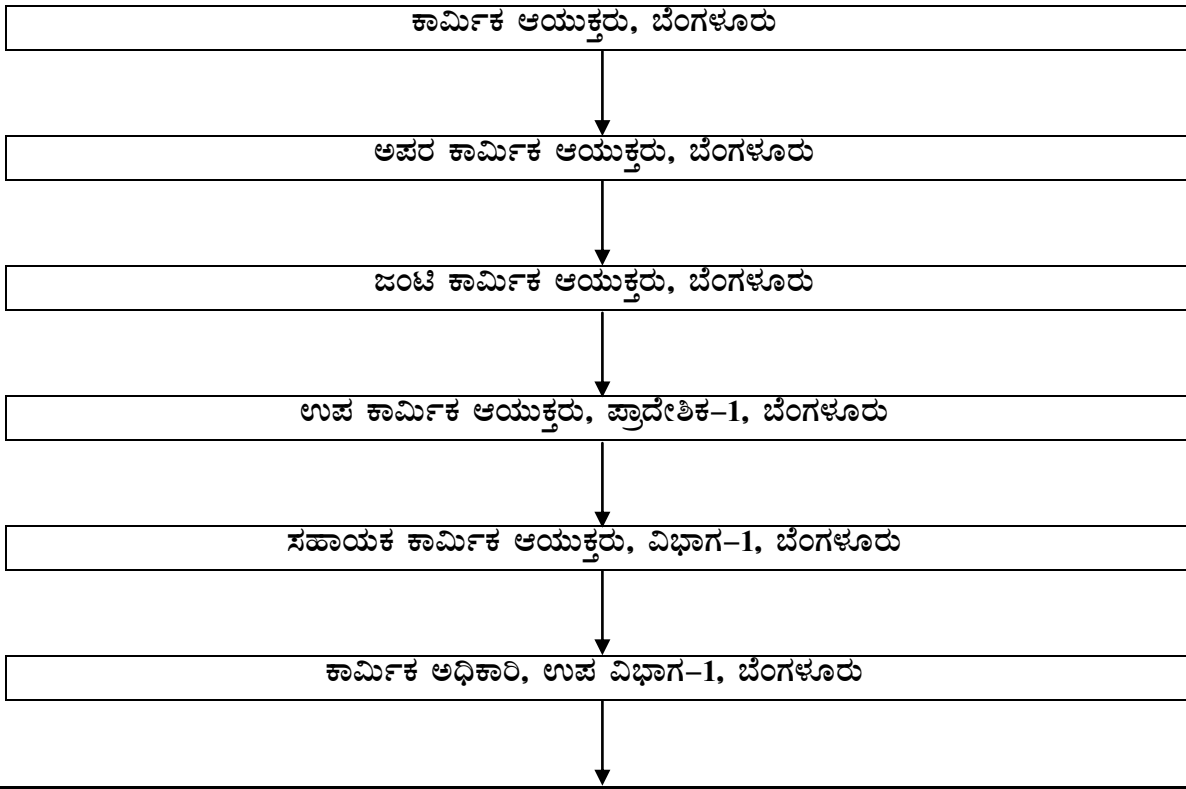 ಕಾರ್ಮಿಕ ಆಯುಕ್ತರು, ಬೆಂಗಳೂರು
ಅಪರ ಕಾರ್ಮಿಕ ಆಯುಕ್ತರು, ಬೆಂಗಳೂರು
ಜಂಟಿ ಕಾರ್ಮಿಕ ಆಯುಕ್ತರು, ಬೆಂಗಳೂರು
ಉಪ ಕಾರ್ಮಿಕ ಆಯುಕ್ತರು, ಪ್ರಾದೇಶಿಕ–1, ಬೆಂಗಳೂರು
ಸಹಾಯಕ ಕಾರ್ಮಿಕ ಆಯುಕ್ತರು, ವಿಭಾಗ–1, ಬೆಂಗಳೂರು
ಕಾರ್ಮಿಕ ಅಧಿಕಾರಿ, ಉಪ ವಿಭಾಗ–1, ಬೆಂಗಳೂರು